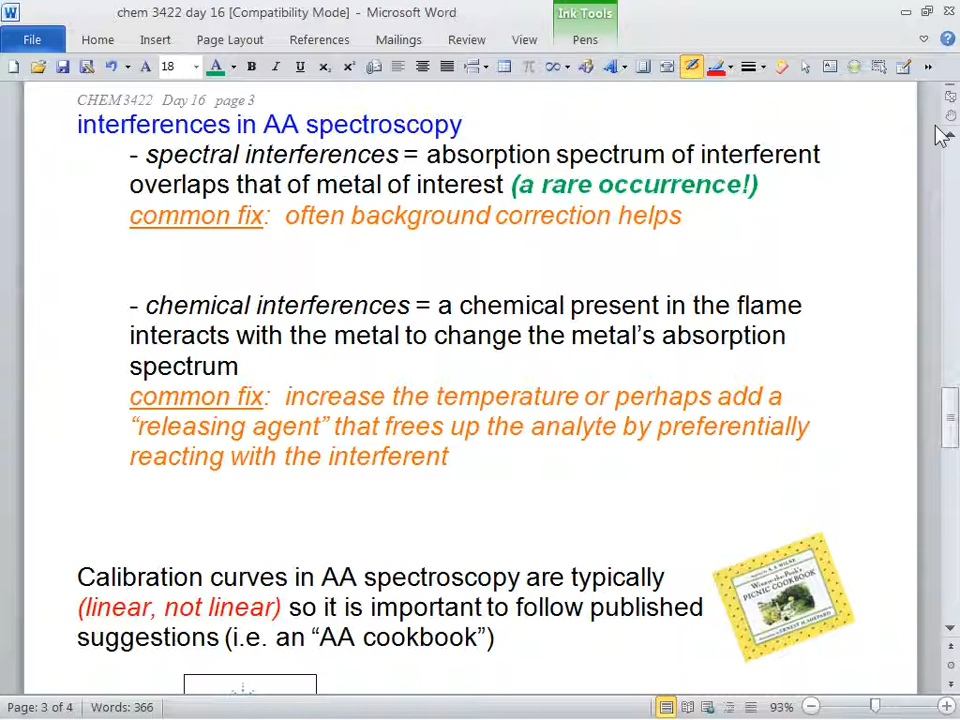 chem 3422 day 16 [Compatibility Mode] - Microsoft Word
Ink Tools
File Home Insert Page Layout References Mailings Review View Pens
A 18 A B I U x₂ x²
CHEM 3422 Day 16 page 3
interferences in AA spectroscopy
- spectral interferences = absorption spectrum of interferent
overlaps that of metal of interest (a rare occurrence!)
common fix: often background correction helps
- chemical interferences = a chemical present in the flame
interacts with the metal to change the metal's absorption
spectrum
common fix: increase the temperature or perhaps add a
“releasing agent” that frees up the analyte by preferentially
reacting with the interferent
Calibration curves in AA spectroscopy are typically
(linear, not linear) so it is important to follow published
suggestions (i.e. an “AA cookbook”)
Winnie-the-Pooh's
PICNIC COOKBOOK
Page: 3 of 4 Words: 366 93%